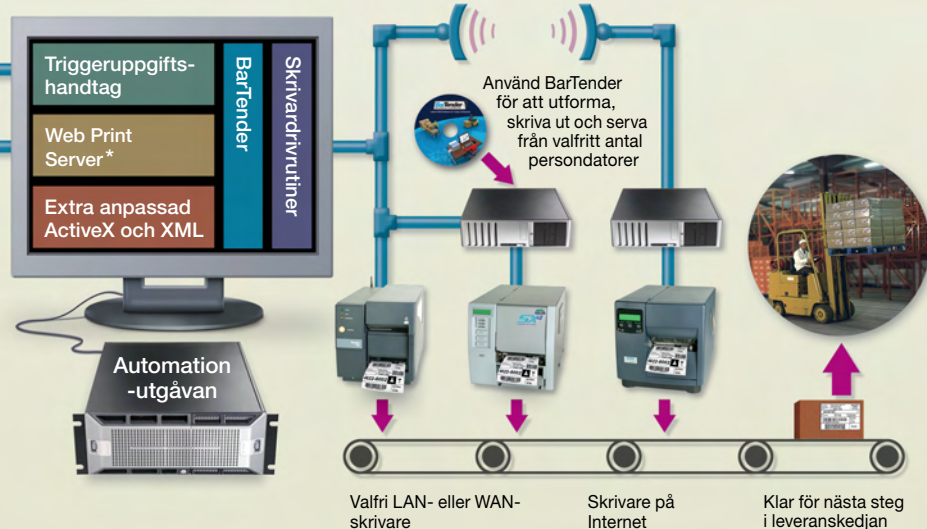 Triggeruppgifts-
handtag
Web Print
Server*
Extra anpassad
ActiveX och XML
BarTender
Skrivardrivrutiner
Använd BarTender
för att utforma,
skriva ut och serva
från valfritt antal
persondatorer
BarTender
Automation
-utgåvan
Valfri LAN- eller WAN-
skrivare
Skrivare på
Internet
Klar för nästa steg
i leveranskedjan